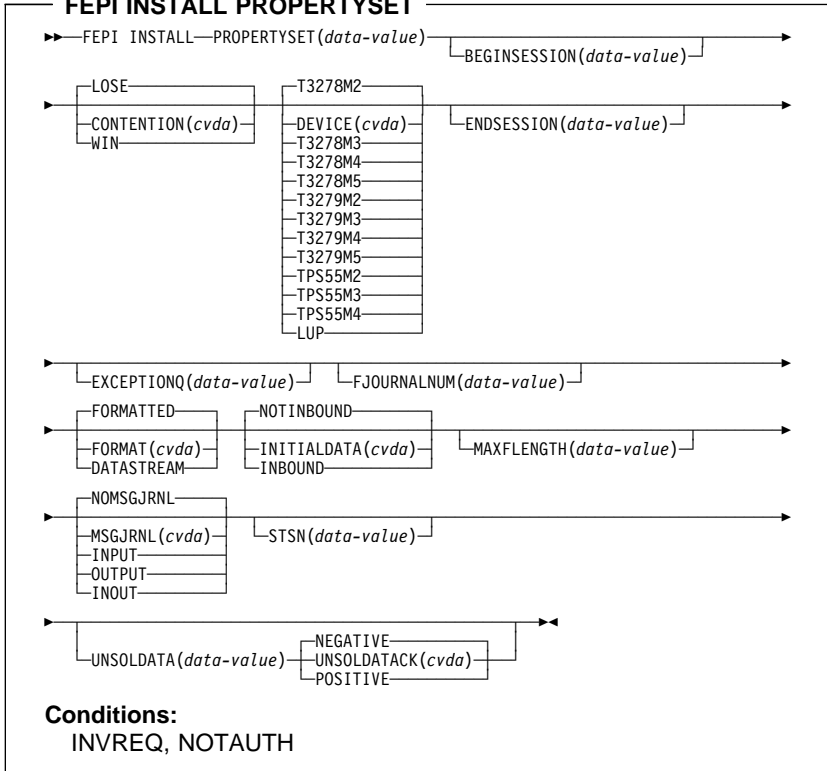 FEPI INSTALL PROPERTYSET
FEPI INSTALL PROPERTYSET(data-value)
BEGINSESSION(data-value)
LOSE
CONTENTION(cvda)
WIN
T3278M2
DEVICE(cvda)
T3278M3
T3278M4
T3278M5
T3279M2
T3279M3
T3279M4
T3279M5
TPS55M2
TPS55M3
TPS55M4
LUP
ENDSESSION(data-value)
EXCEPTIONQ(data-value)
FJOURNALNUM(data-value)
FORMATTED
FORMAT(cvda)
DATASTREAM
NOTINBOUND
INITIALDATA(cvda)
INBOUND
MAXFLENGTH(data-value)
NOMSGJRNL
MSGJRNL(cvda)
INPUT
OUTPUT
INOUT
STSN(data-value)
UNSOLDATA(data-value)
NEGATIVE
UNSOLDATACK(cvda)
POSITIVE
Conditions:
INVREQ, NOTAUTH